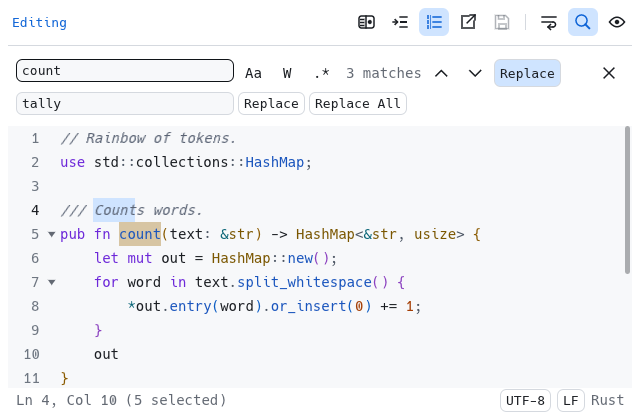 Editing
count Aa W .* 3 matches Replace
tally Replace Replace All
1 // Rainbow of tokens.
2 use std::collections::HashMap;
3
4 /// Counts words.
5 pub fn count(text: &str) -> HashMap<&str, usize> {
6 let mut out = HashMap::new();
7 for word in text.split_whitespace() {
8 *out.entry(word).or_insert(0) += 1;
9 }
10 out
11 }
Ln 4, Col 10 (5 selected) UTF-8 LF Rust